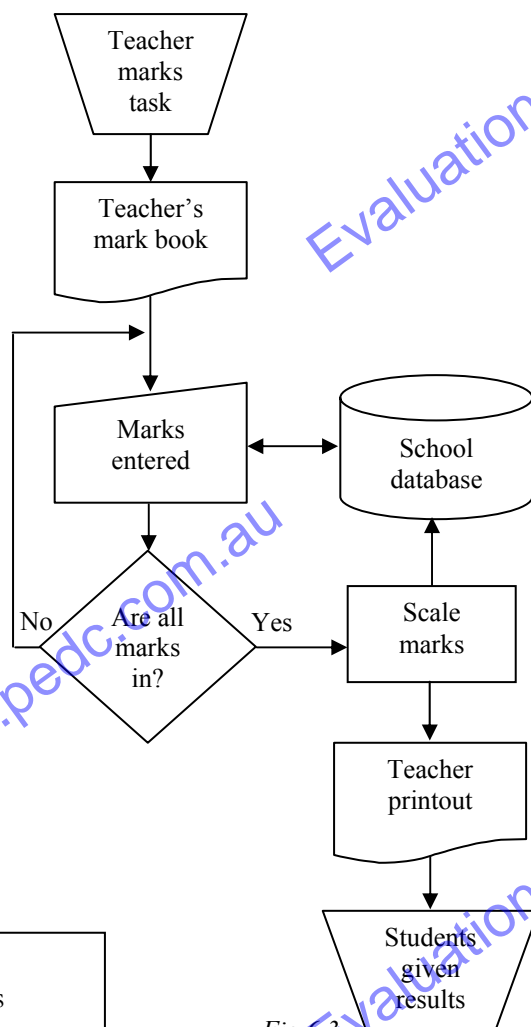 Teacher
marks
task
Evaluation
Teacher's
mark book
Marks
entered
School
database
.pedc.com.au
No
Are all
marks
in?
Yes
Scale
marks
Teacher
printout
Students
given
results
Evaluation
s